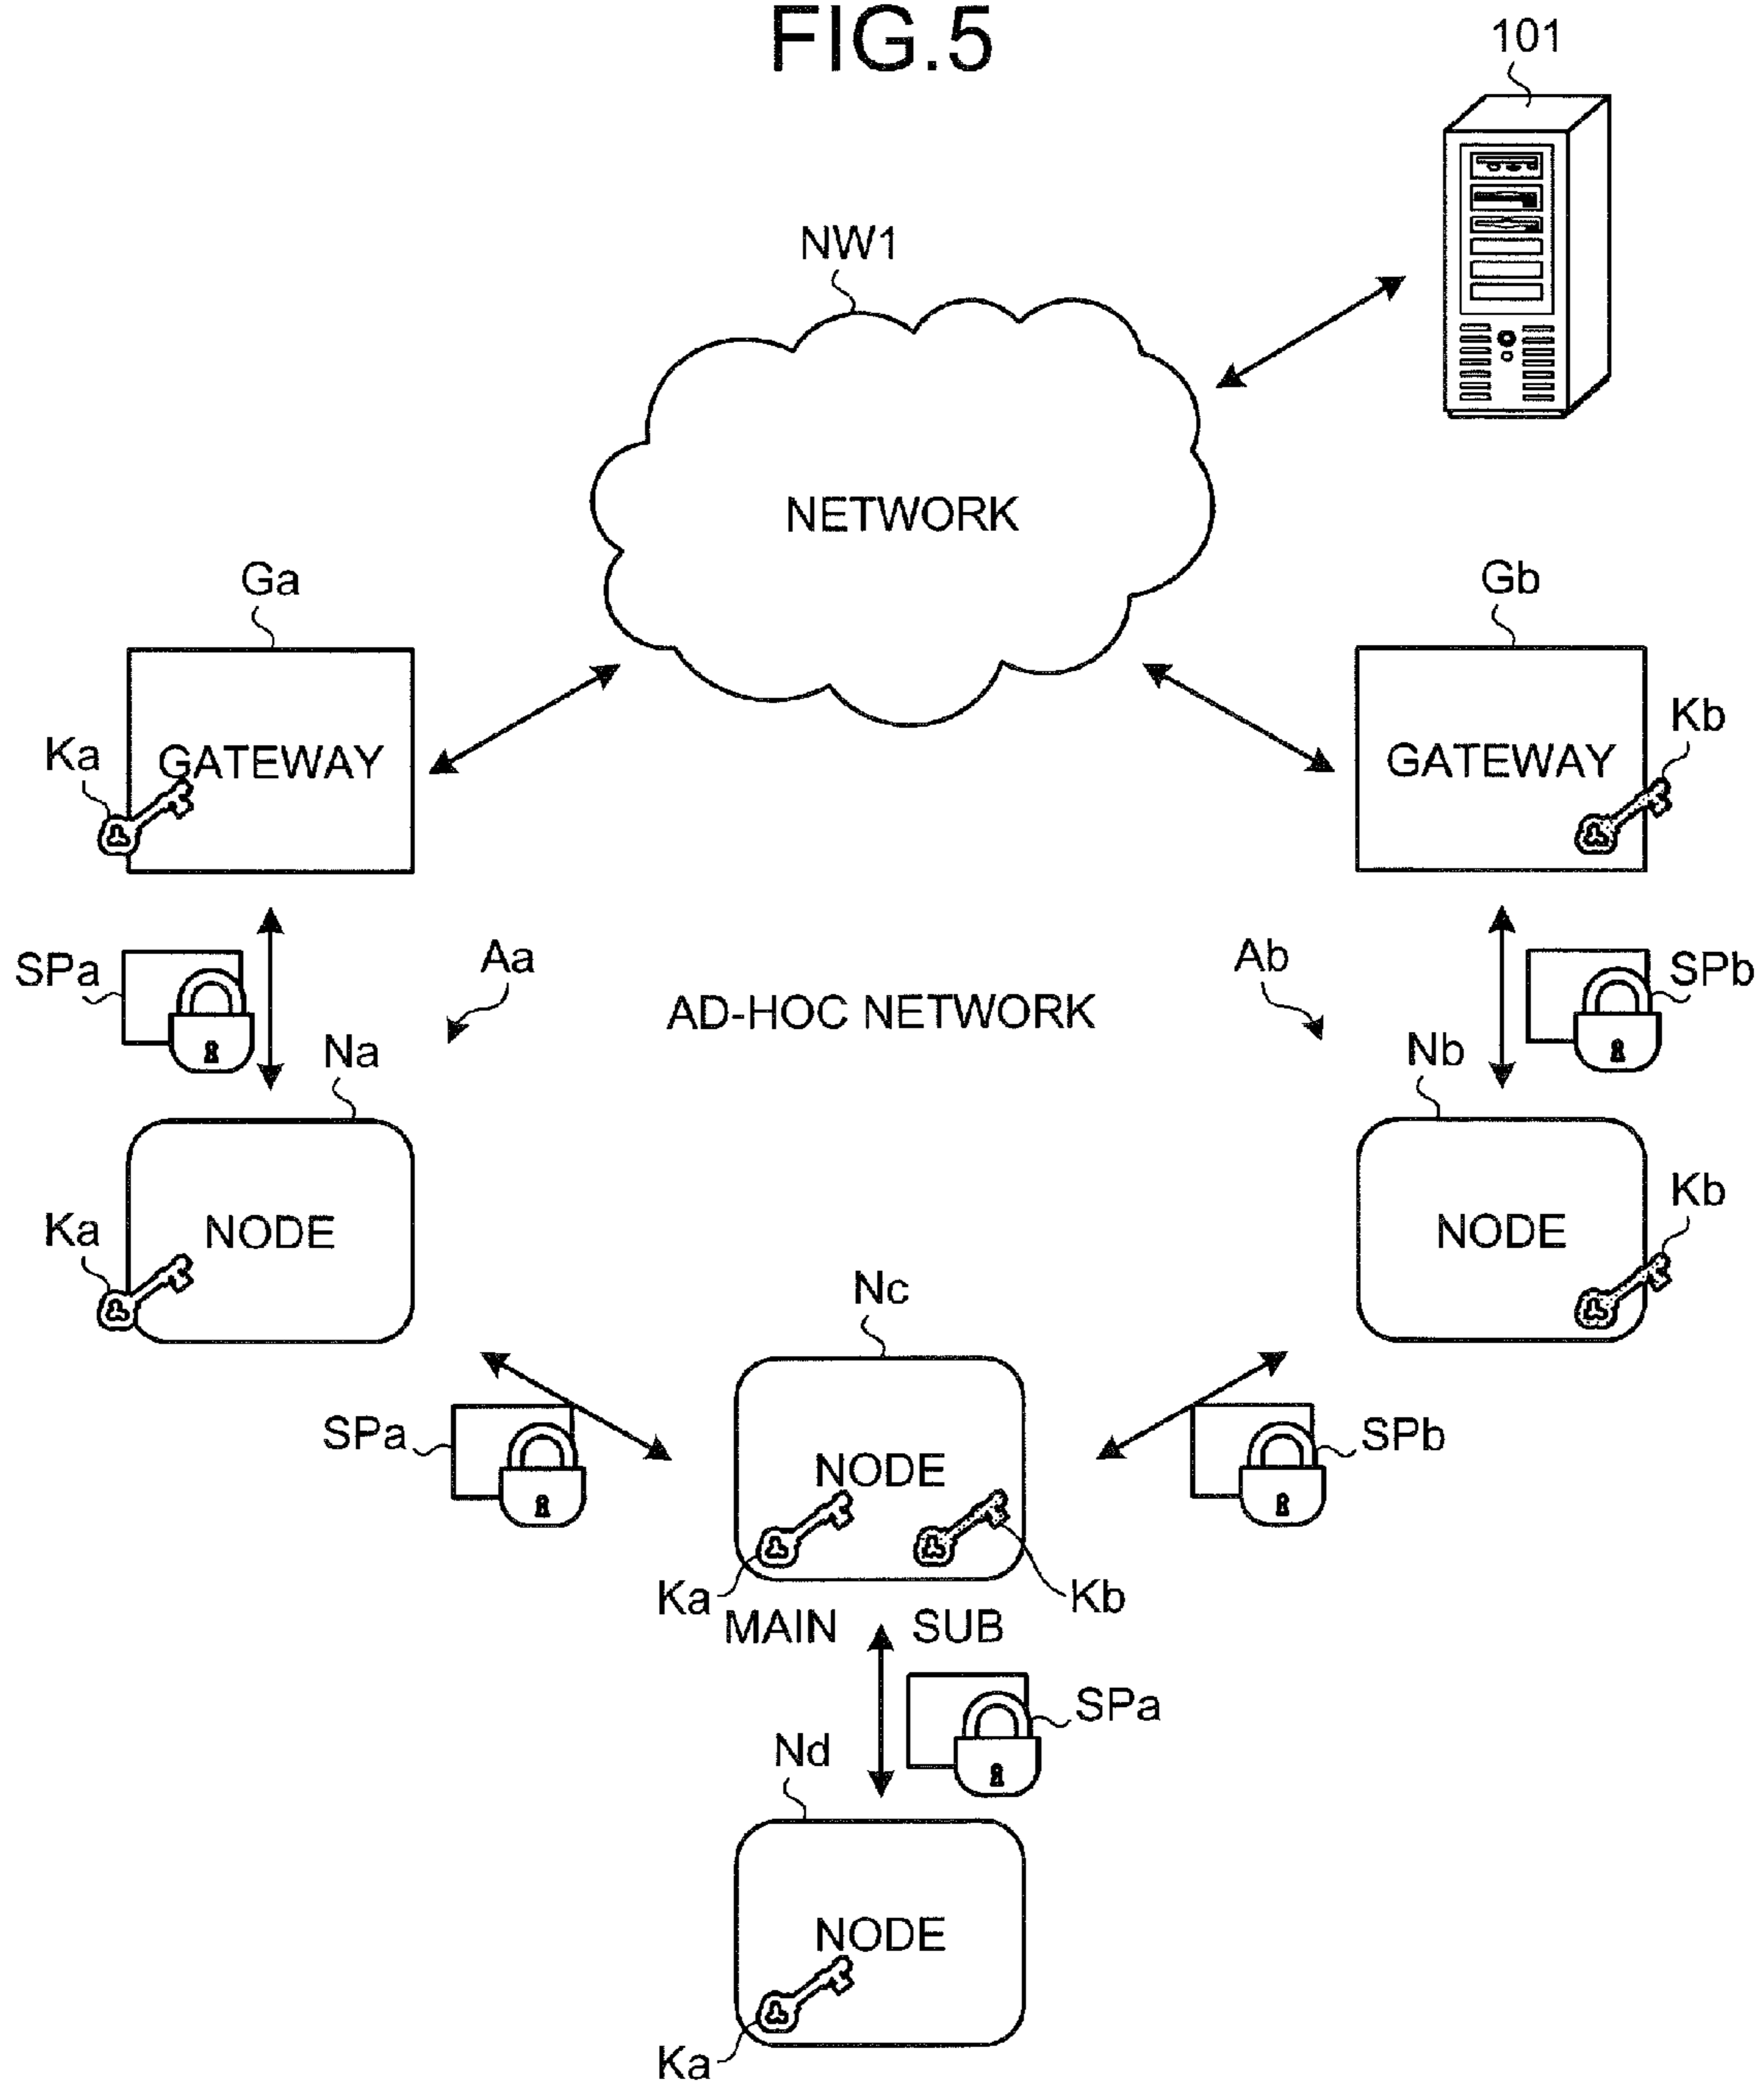 FIG.5
101
NW1
NETWORK
Ga
Gb
Ka
GATEWAY
GATEWAY
Kb
SPa
Aa
AD-HOC NETWORK
Ab
SPb
Na
Nb
Ka
NODE
NODE
Kb
Nc
SPa
NODE
SPb
Ka
MAIN
SUB
Kb
SPa
Nd
NODE
Ka